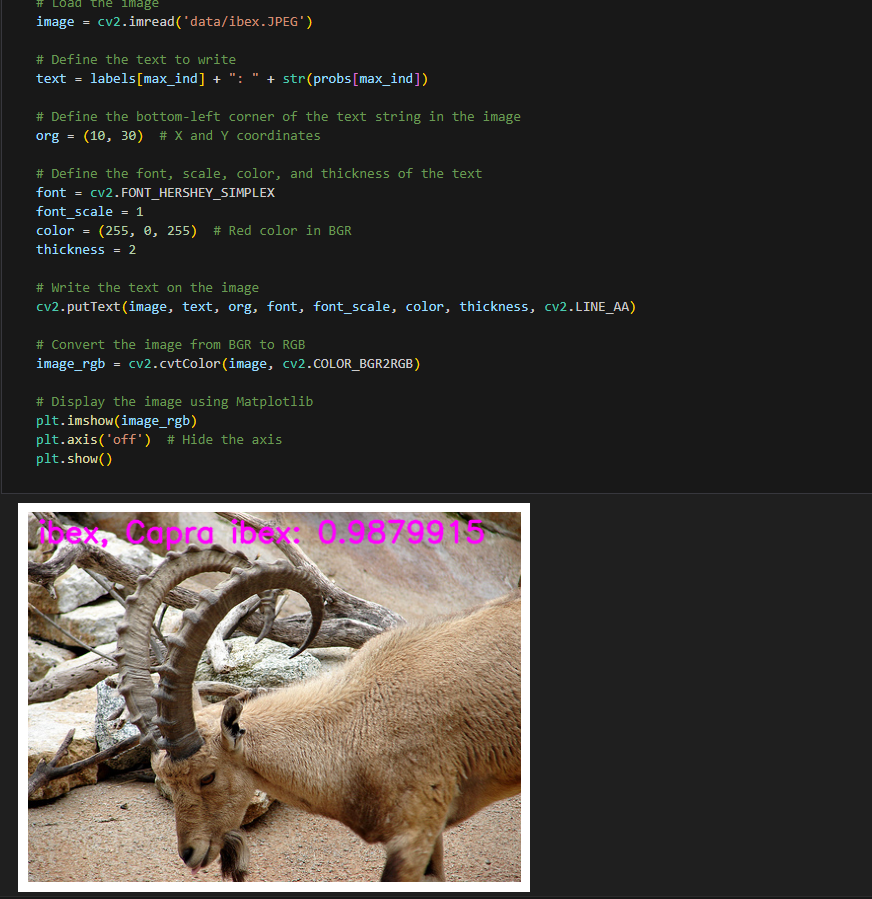 # Load the image
image = cv2.imread('data/ibex.JPEG')
# Define the text to write
text = labels[max_ind] + ": " + str(probs[max_ind])
# Define the bottom-left corner of the text string in the image
org = (10, 30)  # X and Y coordinates
# Define the font, scale, color, and thickness of the text
font = cv2.FONT_HERSHEY_SIMPLEX
font_scale = 1
color = (255, 0, 255)  # Red color in BGR
thickness = 2
# Write the text on the image
cv2.putText(image, text, org, font, font_scale, color, thickness, cv2.LINE_AA)
# Convert the image from BGR to RGB
image_rgb = cv2.cvtColor(image, cv2.COLOR_BGR2RGB)
# Display the image using Matplotlib
plt.imshow(image_rgb)
plt.axis('off')  # Hide the axis
plt.show()
ibex, Capra ibex: 0.9879915